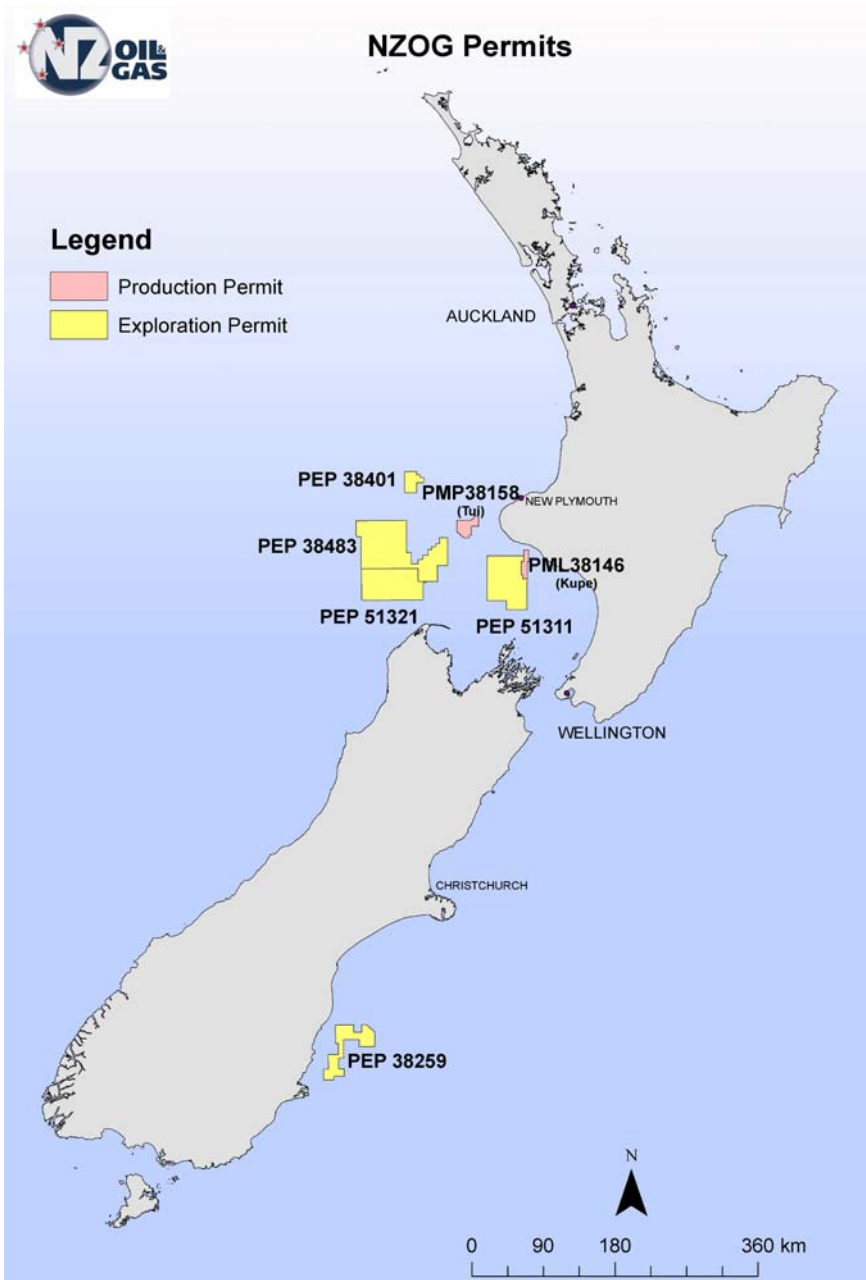 NZ OIL & GAS
NZOG Permits
Legend
Production Permit
Exploration Permit
AUCKLAND
PEP 38401
PMP38158
(Tui)
NEW PLYMOUTH
PEP 38483
PML38146
(Kupe)
PEP 51321
PEP 51311
WELLINGTON
CHRISTCHURCH
PEP 38259
N
0 90 180 360 km